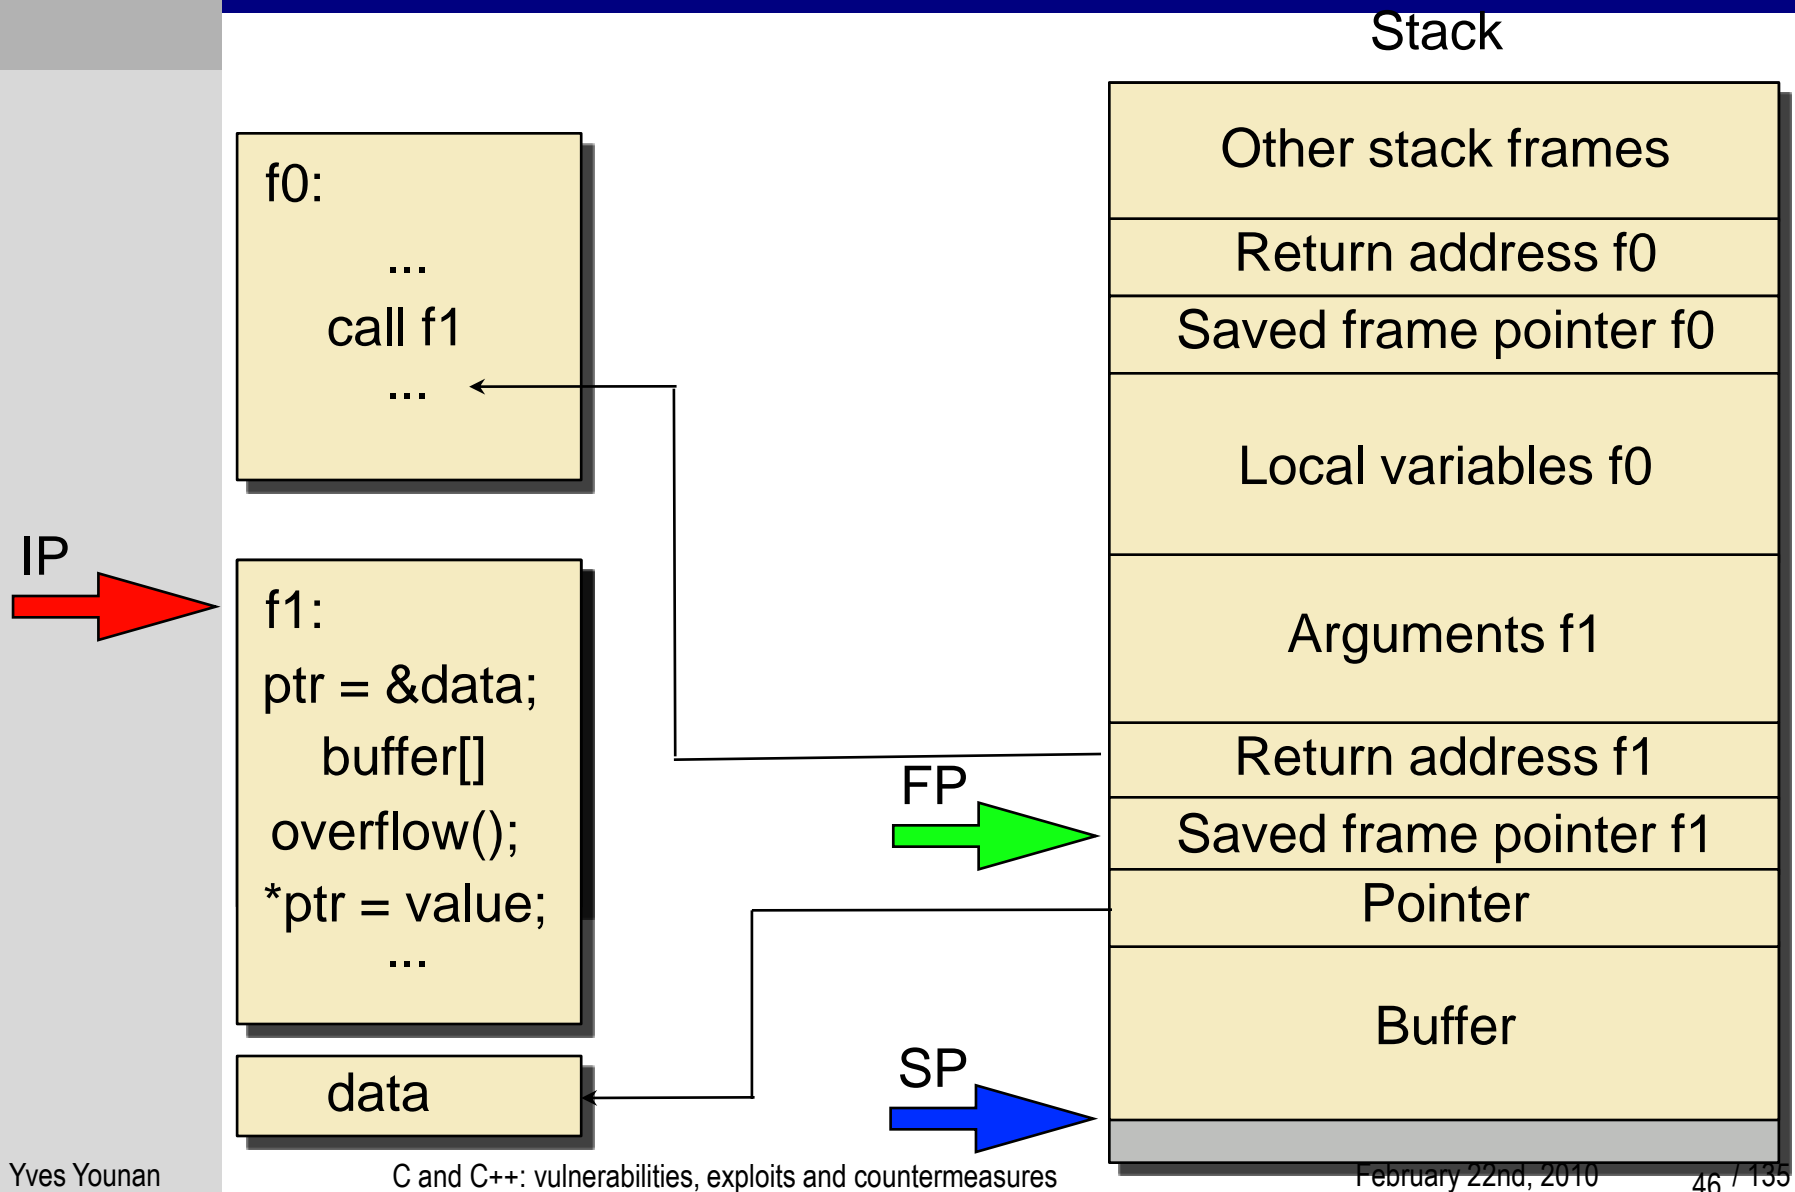 Stack
f0:
...
call f1
...
IP
f1:
ptr = &data;
buffer[]
overflow();
*ptr = value;
...
data
FP
SP
Other stack frames
Return address f0
Saved frame pointer f0
Local variables f0
Arguments f1
Return address f1
Saved frame pointer f1
Pointer
Buffer
Yves Younan
C and C++: vulnerabilities, exploits and countermeasures
February 22nd, 2010
46 / 135